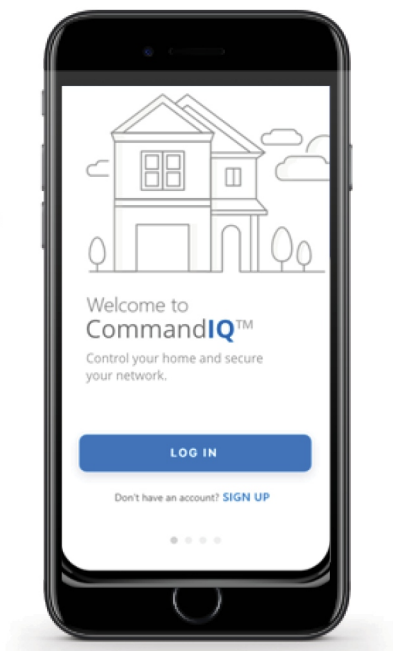 Welcome to
CommandIQ™
Control your home and secure
your network.
LOG IN
Don't have an account? SIGN UP